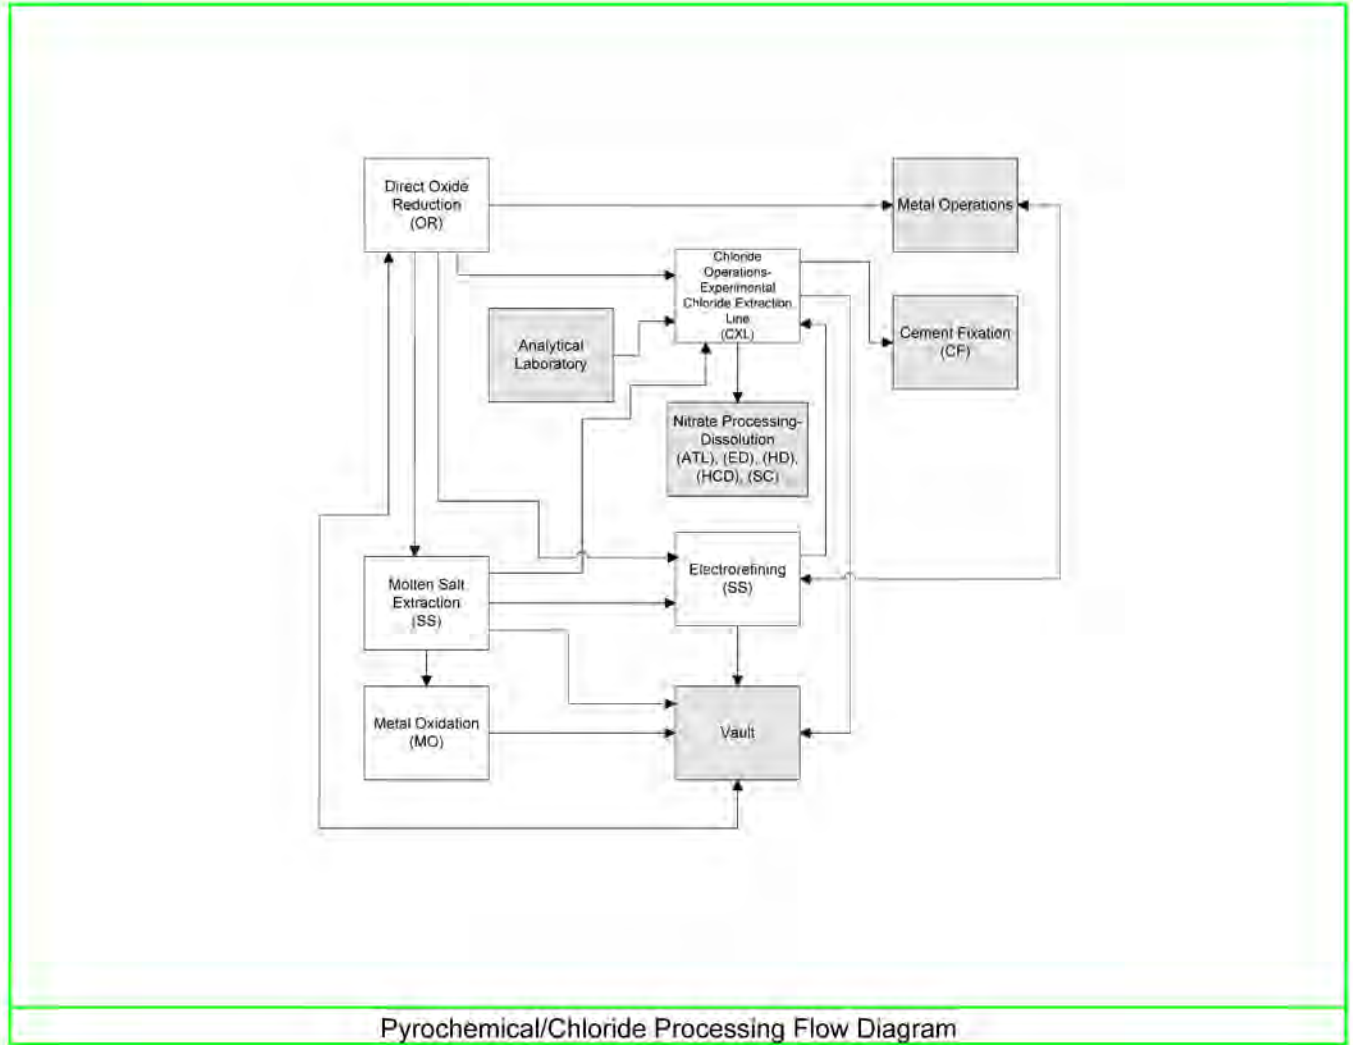 Direct Oxide
Reduction
(OR)
Metal Operations
Chloride
Operations-
Experimental
Chloride Extraction
Line
(CXL)
Cement Fixation
(CF)
Analytical
Laboratory
Nitrate Processing-
Dissolution
(ATL), (ED), (HD),
(HCD), (SC)
Electrorefining
(SS)
Molten Salt
Extraction
(SS)
Metal Oxidation
(MO)
Vault
Pyrochemical/Chloride Processing Flow Diagram